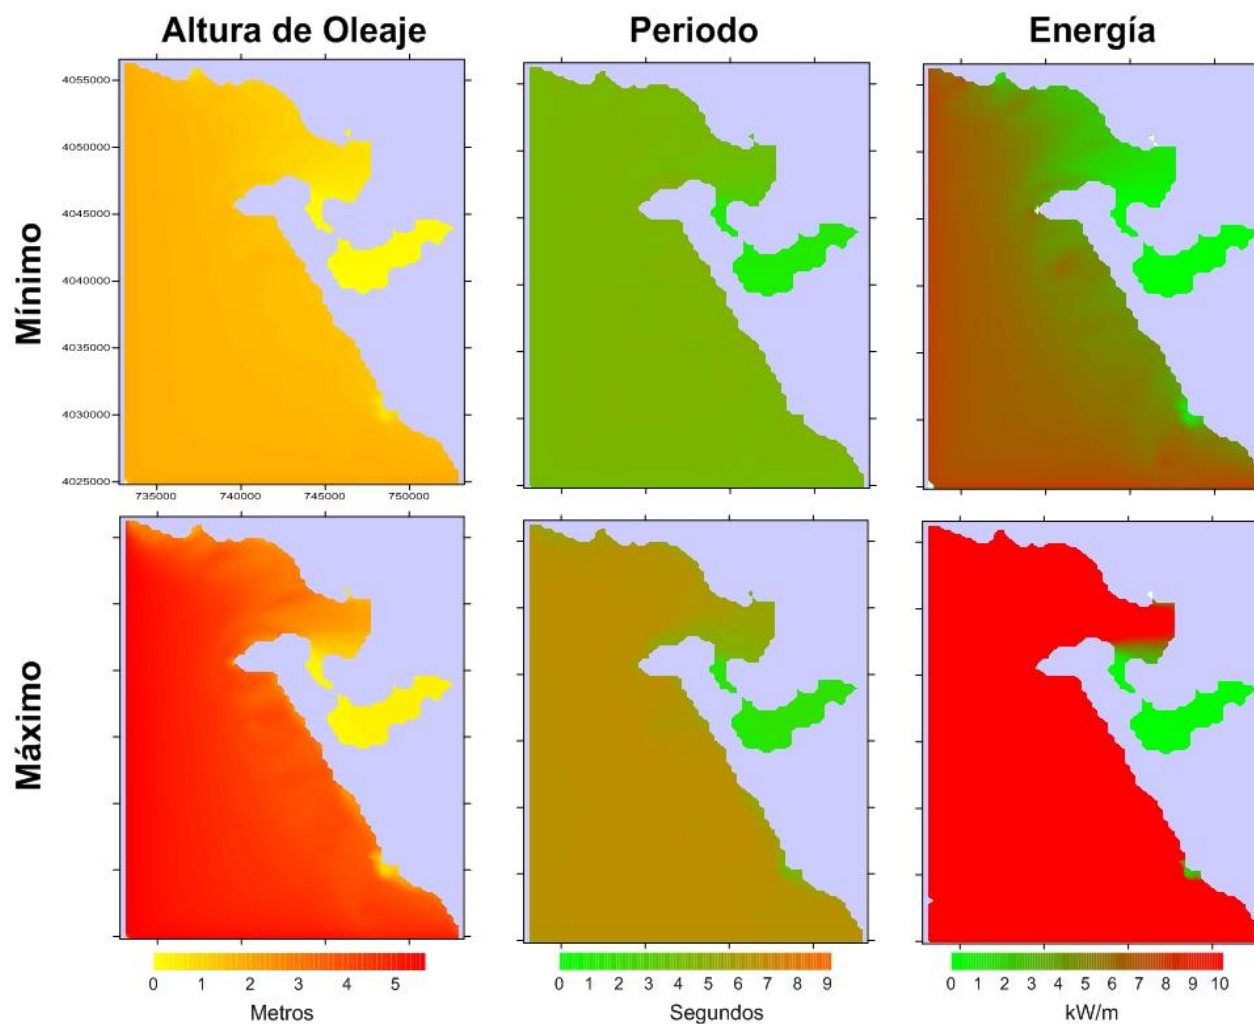 Altura de Oleaje
Periodo
Energía
Mínimo
4055000
4050000
4045000
4040000
4035000
4030000
4025000
735000 740000 745000 750000
Máximo
0 1 2 3 4 5
Metros
0 1 2 3 4 5 6 7 8 9
Segundos
0 1 2 3 4 5 6 7 8 9 10
kW/m